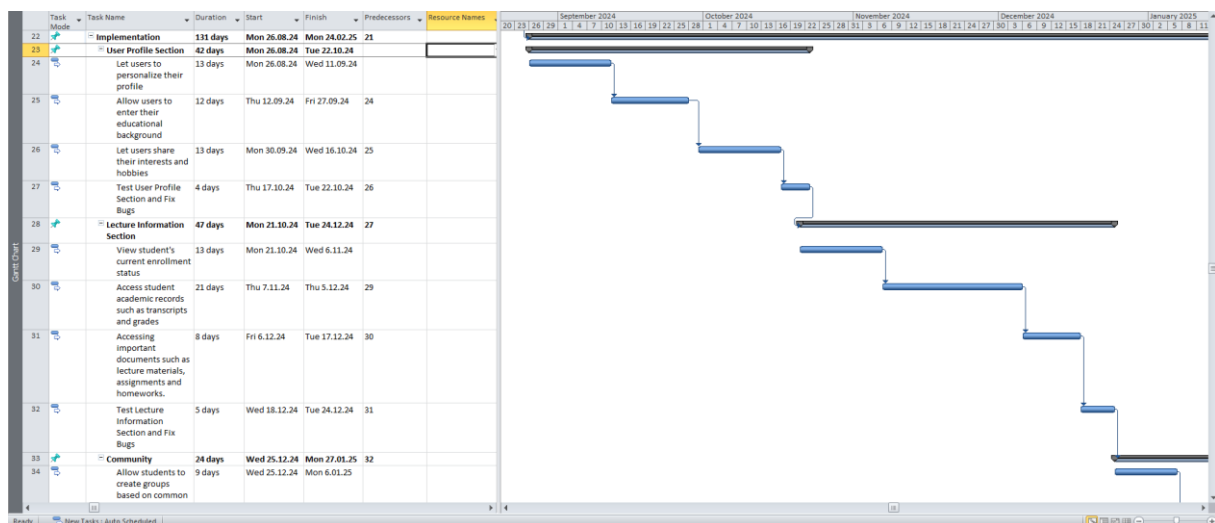 Task Mode Task Name Duration Start Finish Predecessors Resource Names
September 2024 October 2024 November 2024 December 2024 January 2025
20 23 26 29 1 4 7 10 13 16 19 22 25 28 1 4 7 10 13 16 19 22 25 28 31 3 6 9 12 15 18 21 24 27 30 3 6 9 12 15 18 21 24 27 30 2 5 8 11
22 Implementation 131 days Mon 26.08.24 Mon 24.02.25 21
23 User Profile Section 42 days Mon 26.08.24 Tue 22.10.24
24 Let users to 13 days Mon 26.08.24 Wed 11.09.24
personalize their
profile
25 Allow users to 12 days Thu 12.09.24 Fri 27.09.24 24
enter their
educational
background
26 Let users share 13 days Mon 30.09.24 Wed 16.10.24 25
their interests and
hobbies
27 Test User Profile 4 days Thu 17.10.24 Tue 22.10.24 26
Section and Fix
Bugs
28 Lecture Information 47 days Mon 21.10.24 Tue 24.12.24 27
Section
29 View student's 13 days Mon 21.10.24 Wed 6.11.24
current enrollment
status
30 Access student 21 days Thu 7.11.24 Thu 5.12.24 29
academic records
such as transcripts
and grades
31 Accessing 8 days Fri 6.12.24 Tue 17.12.24 30
important
documents such as
lecture materials,
assignments and
homeworks.
32 Test Lecture 5 days Wed 18.12.24 Tue 24.12.24 31
Information
Section and Fix
Bugs
33 Community 24 days Wed 25.12.24 Mon 27.01.25 32
34 Allow students to 9 days Wed 25.12.24 Mon 6.01.25
create groups
based on common
Gantt Chart
Ready New Tasks : Auto Scheduled